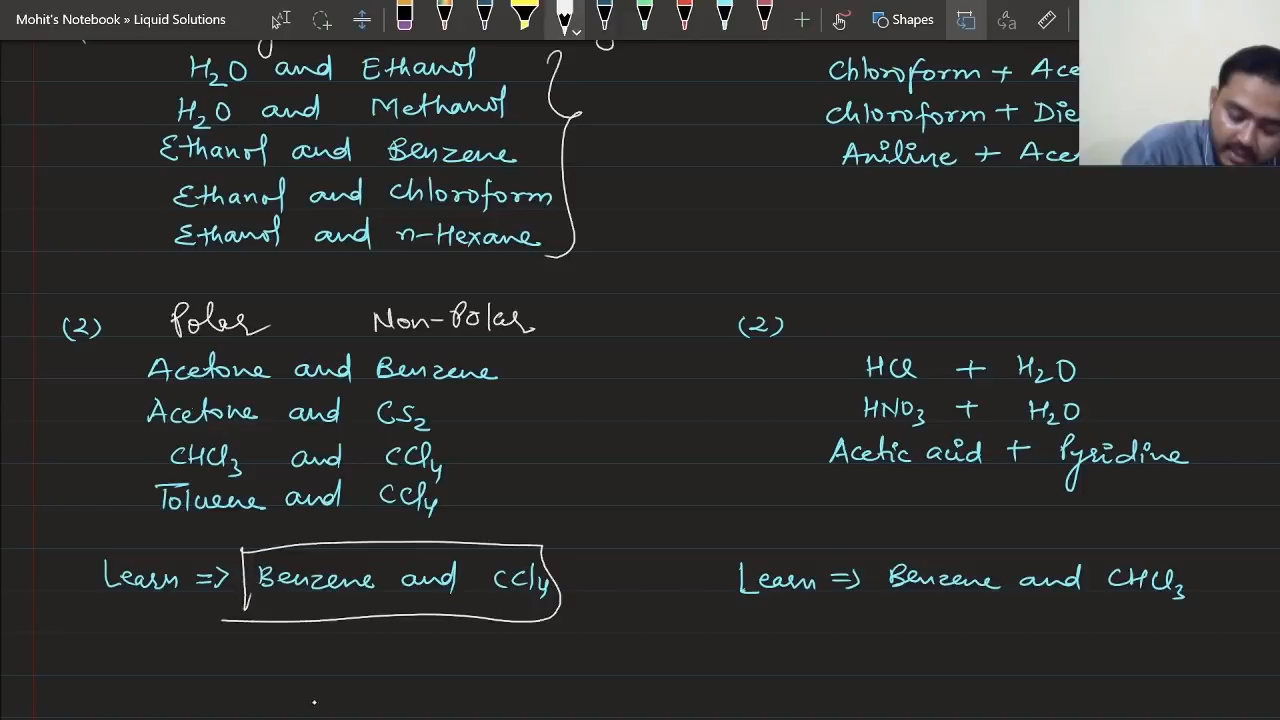 Mohit's Notebook » Liquid Solutions
Shapes
H2O and Ethanol
H2O and Methanol
Ethanol and Benzene
Ethanol and Chloroform
Ethanol and n-Hexane
Chloroform + Ace
Chloroform + Die
Aniline + Ace
(2) Polar Non-Polar
Acetone and Benzene
Acetone and CS2
CHCl3 and CCl4
Toluene and CCl4
Learn => Benzene and CCl4
(2)
HCl + H2O
HNO3 + H2O
Acetic acid + Pyridine
Learn => Benzene and CHCl3